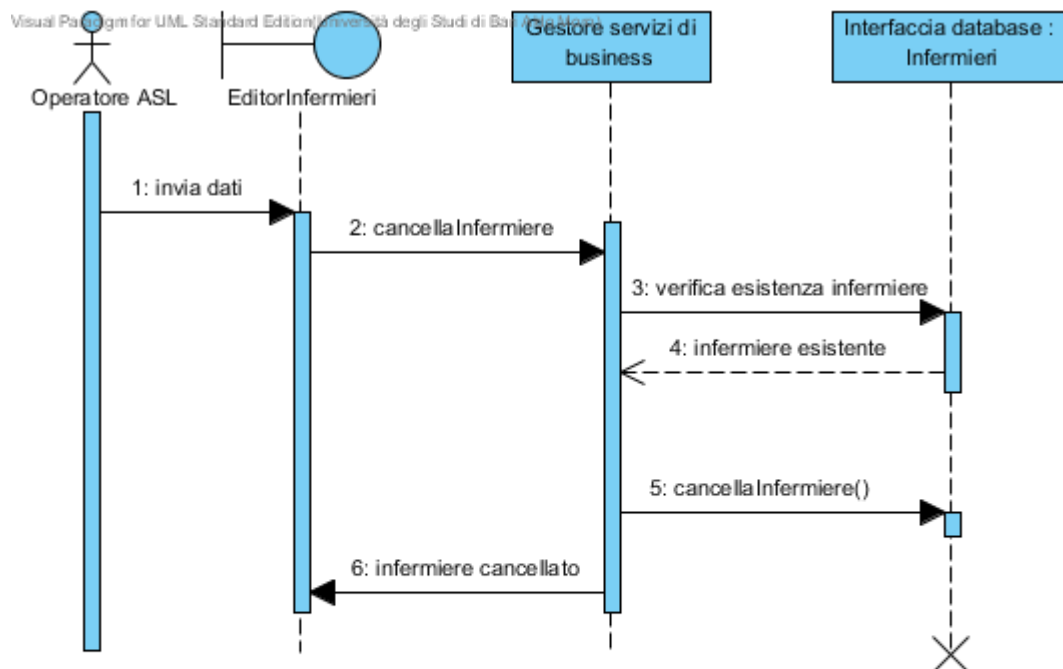 Visual Paradigm for UML Standard Edition(Università degli Studi di Bari Aldo Moro)
Operatore ASL
EditorInfermieri
Gestore servizi di
business
Interfaccia database :
Infermieri
1: invia dati
2: cancellaInfermiere
3: verifica esistenza infermiere
4: infermiere esistente
5: cancellaInfermiere()
6: infermiere cancellato